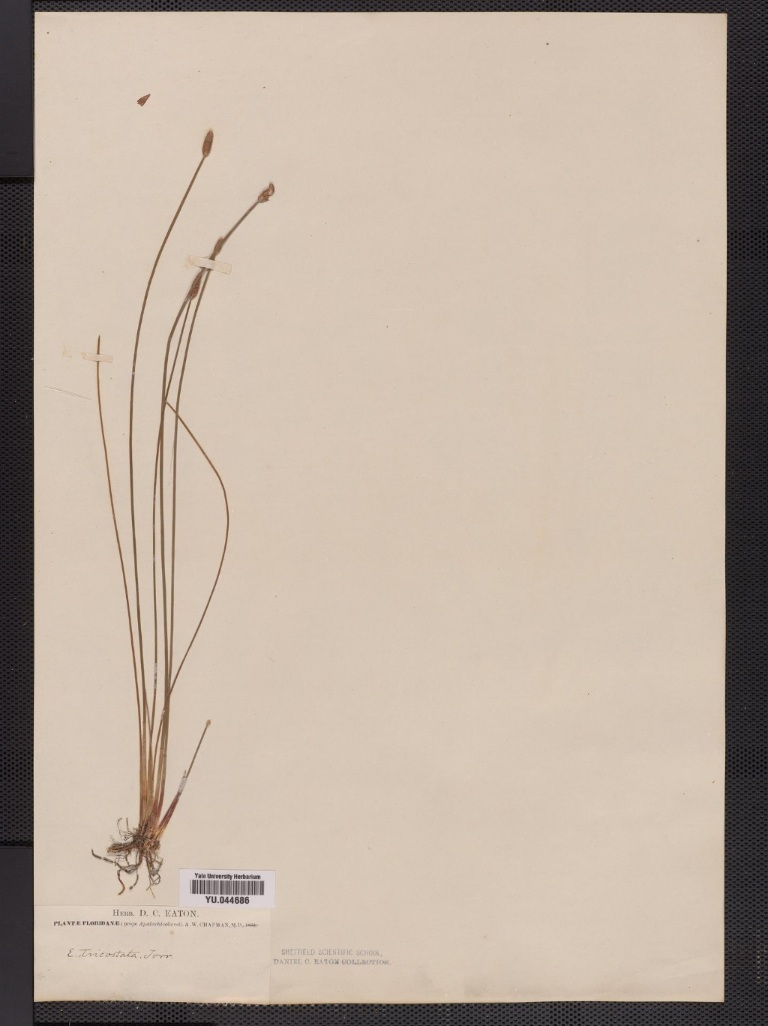 Yale University Herbarium
YU.044686
HERB. D. C. EATON.
PLANTÆ FLORIDANÆ: prope Apalachicola coll. A. W. CHAPMAN, M.D.,
E. tricostata. Torr
SHEFFIELD SCIENTIFIC SCHOOL,
DANIEL C. EATON COLLECTION.